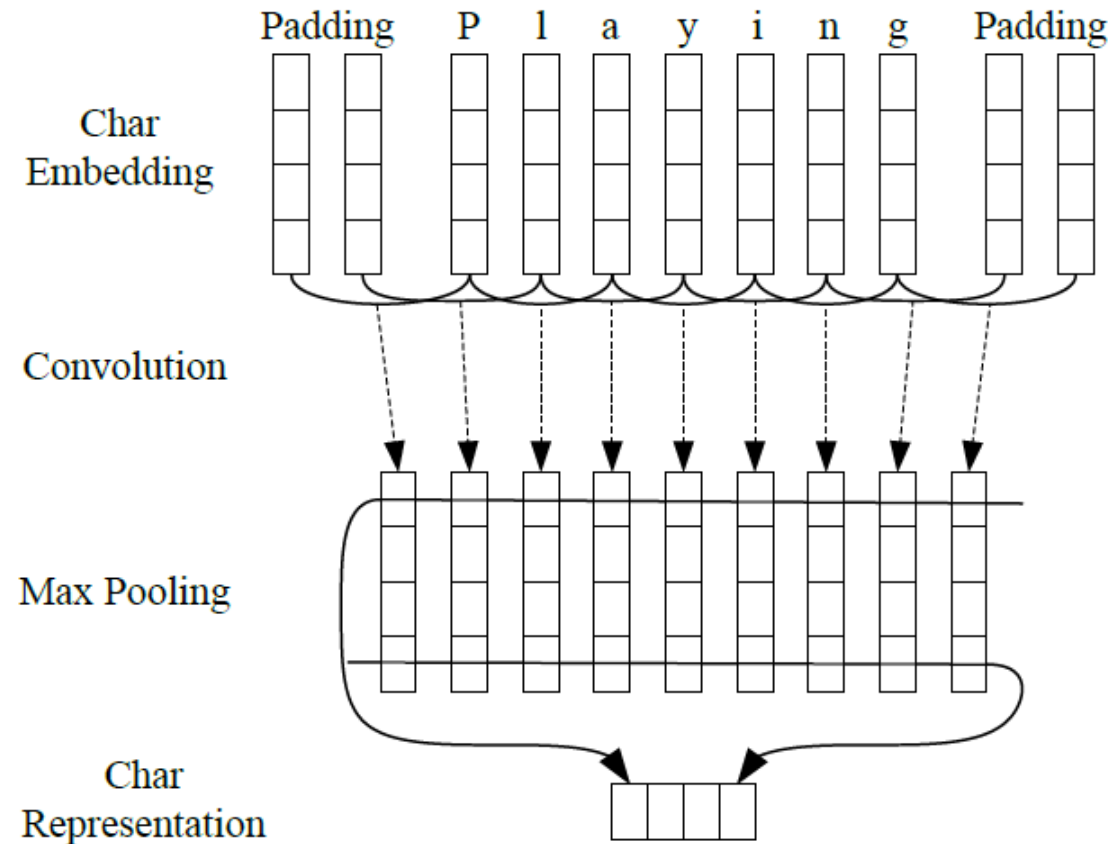 Padding P l a y i n g Padding
Char
Embedding
Convolution
Max Pooling
Char
Representation